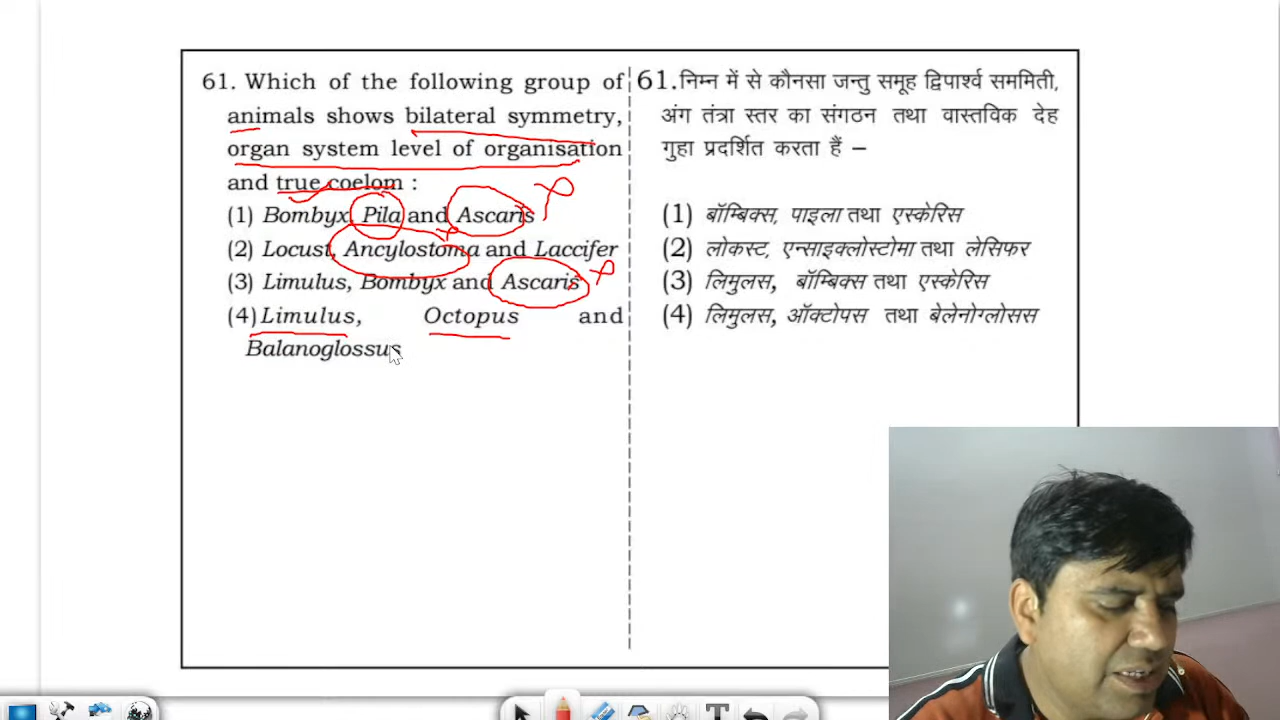 61. Which of the following group of
animals shows bilateral symmetry,
organ system level of organisation
and true coelom :
(1) Bombyx, Pila and Ascaris
(2) Locust, Ancylostoma and Laccifer
(3) Limulus, Bombyx and Ascaris
(4) Limulus, Octopus and
Balanoglossus
61. निम्न में से कौनसा जन्तु समूह द्विपार्श्व सममिती,
अंग तंत्रा स्तर का संगठन तथा वास्तविक देह
गुहा प्रदर्शित करता हैं –
(1) बॉम्बिक्स, पाइला तथा एस्केरिस
(2) लोकस्ट, एन्साइक्लोस्टोमा तथा लेसिफर
(3) लिमुलस, बॉम्बिक्स तथा एस्केरिस
(4) लिमुलस, ऑक्टोपस तथा बेलेनोग्लोसस